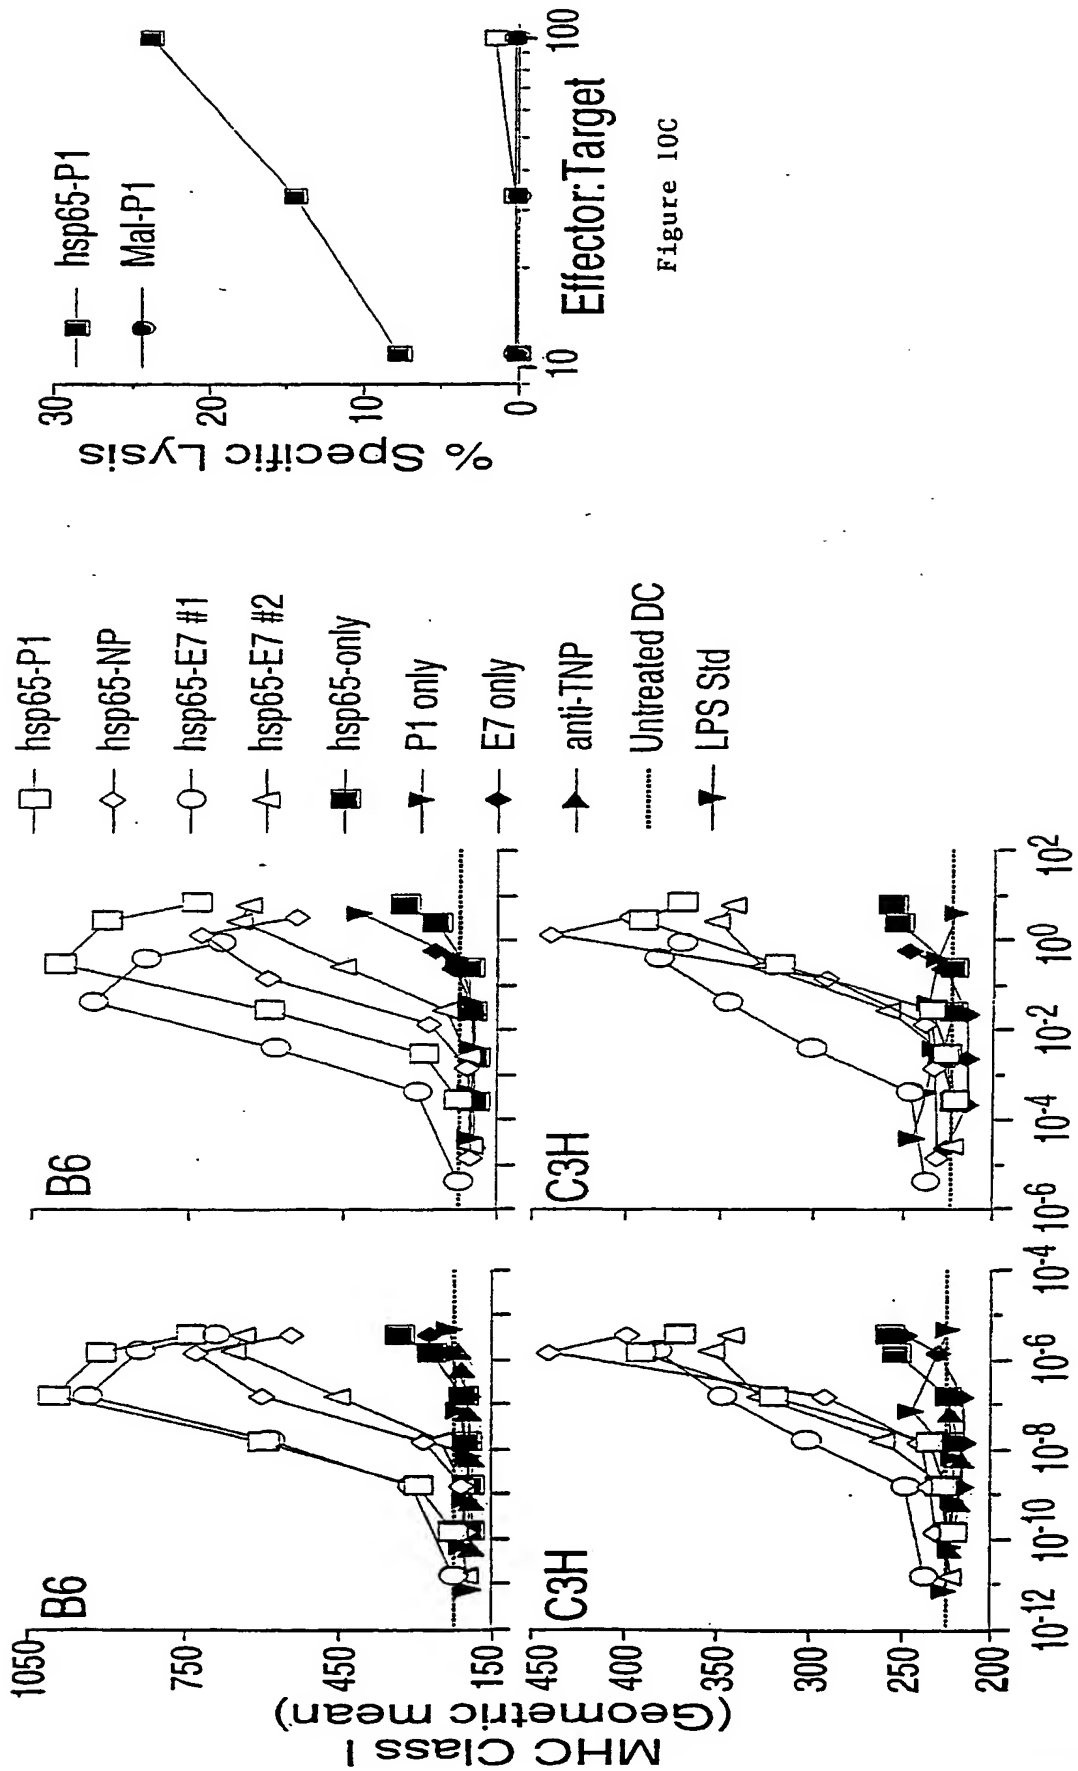 MHC Class I
(Geometric mean)
1050
750
450
150
B6
B6
450
400
350
300
250
200
C3H
C3H
10-12 10-10 10-8 10-6 10-4
10-6 10-4 10-2 100 102
hsp65-P1
hsp65-NP
hsp65-E7 #1
hsp65-E7 #2
hsp65-only
P1 only
E7 only
anti-TNP
Untreated DC
LPS Std
% Specific Lysis
30
20
10
0
hsp65-P1
Mal-P1
10 100
Effector:Target
Figure 10C